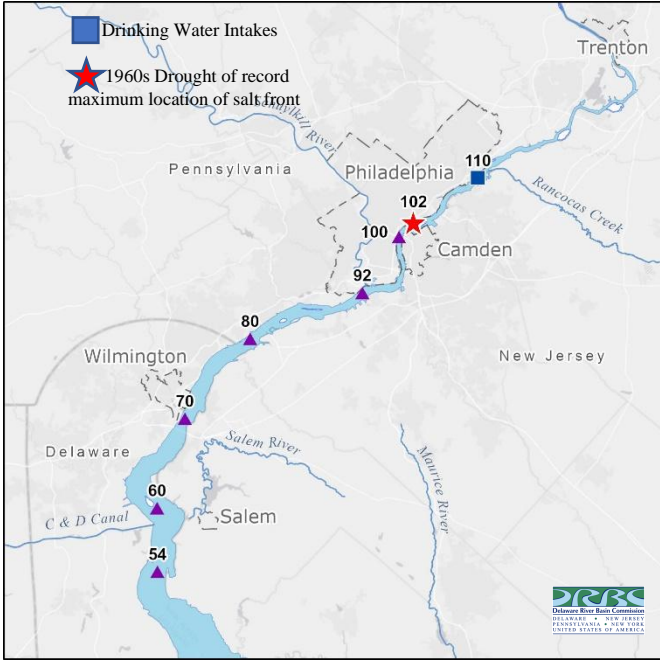 Drinking Water Intakes
1960s Drought of record
maximum location of salt front
Trenton
Schuylkill River
Pennsylvania
Philadelphia
110
Rancocas Creek
102
100
Camden
92
80
New Jersey
Wilmington
70
Delaware
Salem River
Maurice River
60
C & D Canal
Salem
54
DRBC
Delaware River Basin Commission
DELAWARE • NEW JERSEY
PENNSYLVANIA • NEW YORK
UNITED STATES OF AMERICA